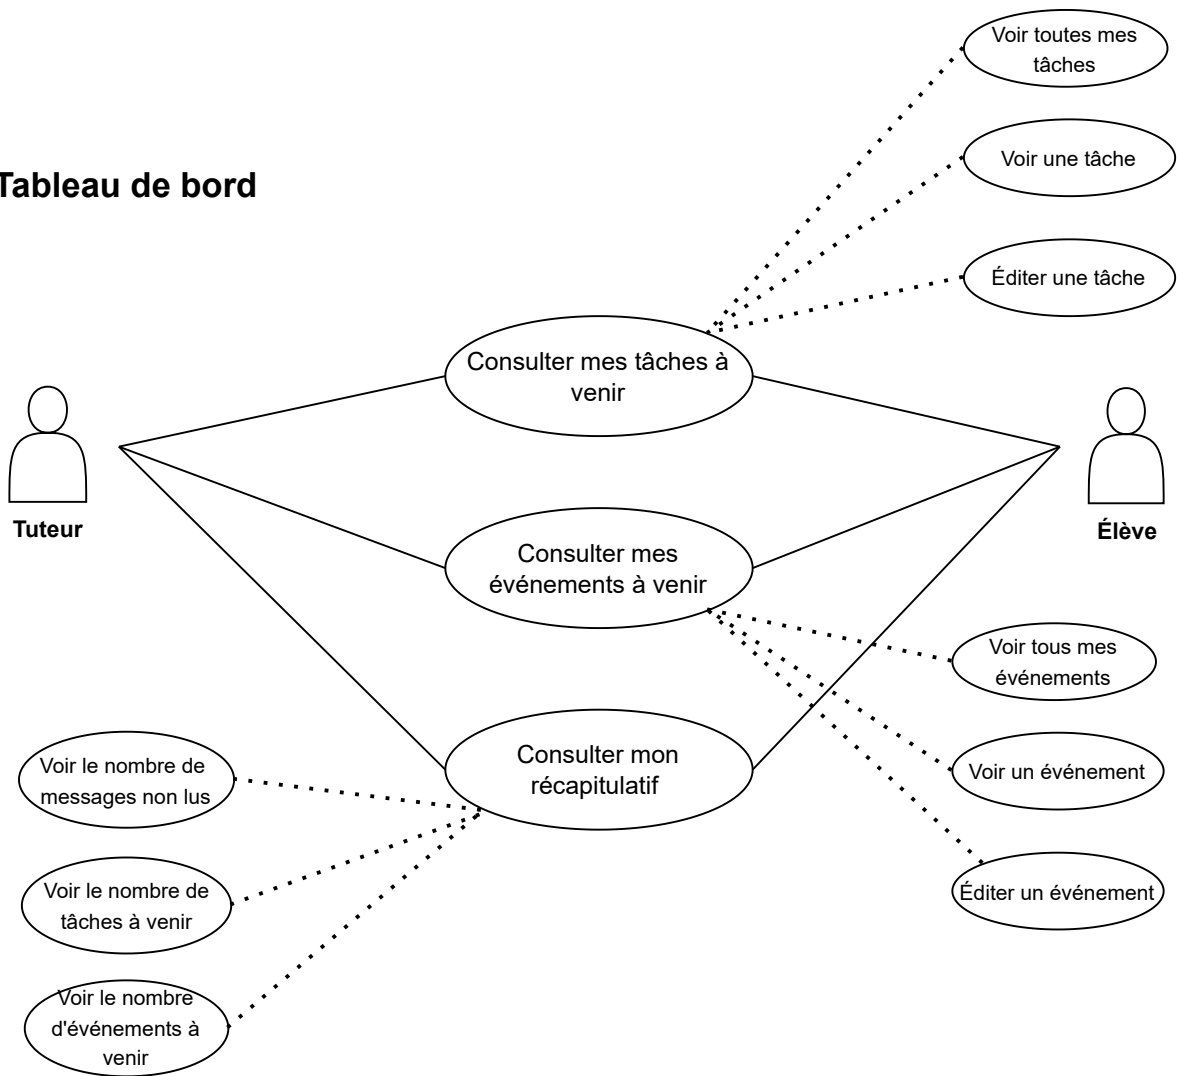 Voir toutes mes
tâches
Voir une tâche
Tableau de bord
Éditer une tâche
Consulter mes tâches à
venir
Tuteur
Élève
Consulter mes
événements à venir
Voir tous mes
événements
Consulter mon
récapitulatif
Voir le nombre de
messages non lus
Voir un événement
Voir le nombre de
tâches à venir
Éditer un événement
Voir le nombre
d'événements à
venir